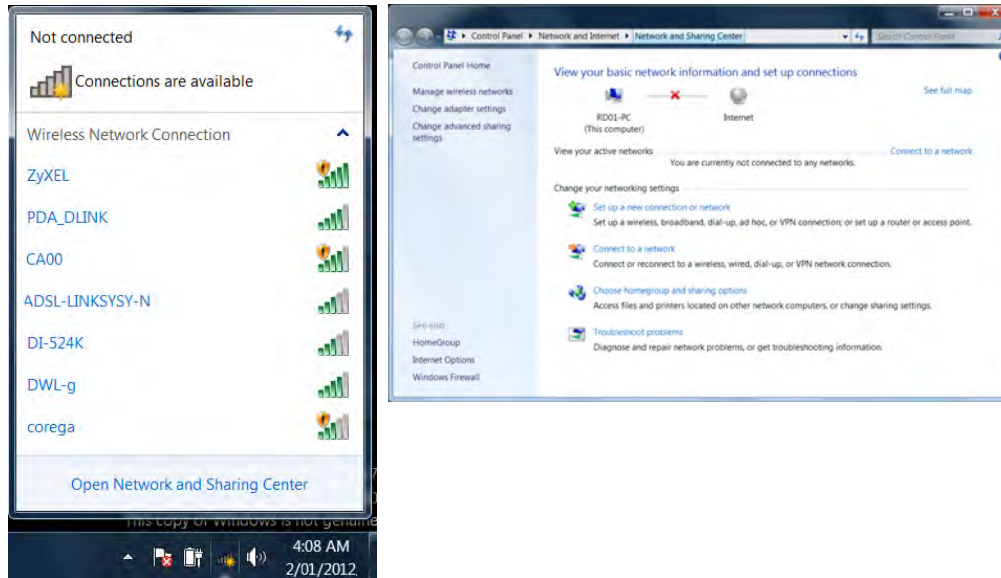 Not connected
Connections are available
Wireless Network Connection
ZyXEL
PDA_DLINK
CA00
ADSL-LINKSYSY-N
DI-524K
DWL-g
corega
Open Network and Sharing Center
This copy of Windows is not genuine
4:08 AM
2/01/2012
Control Panel Network and Internet Network and Sharing Center
Search Control Panel
Control Panel Home
Manage wireless networks
Change adapter settings
Change advanced sharing
settings
See also
HomeGroup
Internet Options
Windows Firewall
View your basic network information and set up connections
See full map
RD01-PC
(This computer)
Internet
View your active networks
Connect to a network
You are currently not connected to any networks.
Change your networking settings
Set up a new connection or network
Set up a wireless, broadband, dial-up, ad hoc, or VPN connection; or set up a router or access point.
Connect to a network
Connect or reconnect to a wireless, wired, dial-up, or VPN network connection.
Choose homegroup and sharing options
Access files and printers located on other network computers, or change sharing settings.
Troubleshoot problems
Diagnose and repair network problems, or get troubleshooting information.